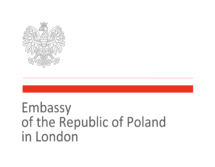 Embassy
of the Republic of Poland
in London